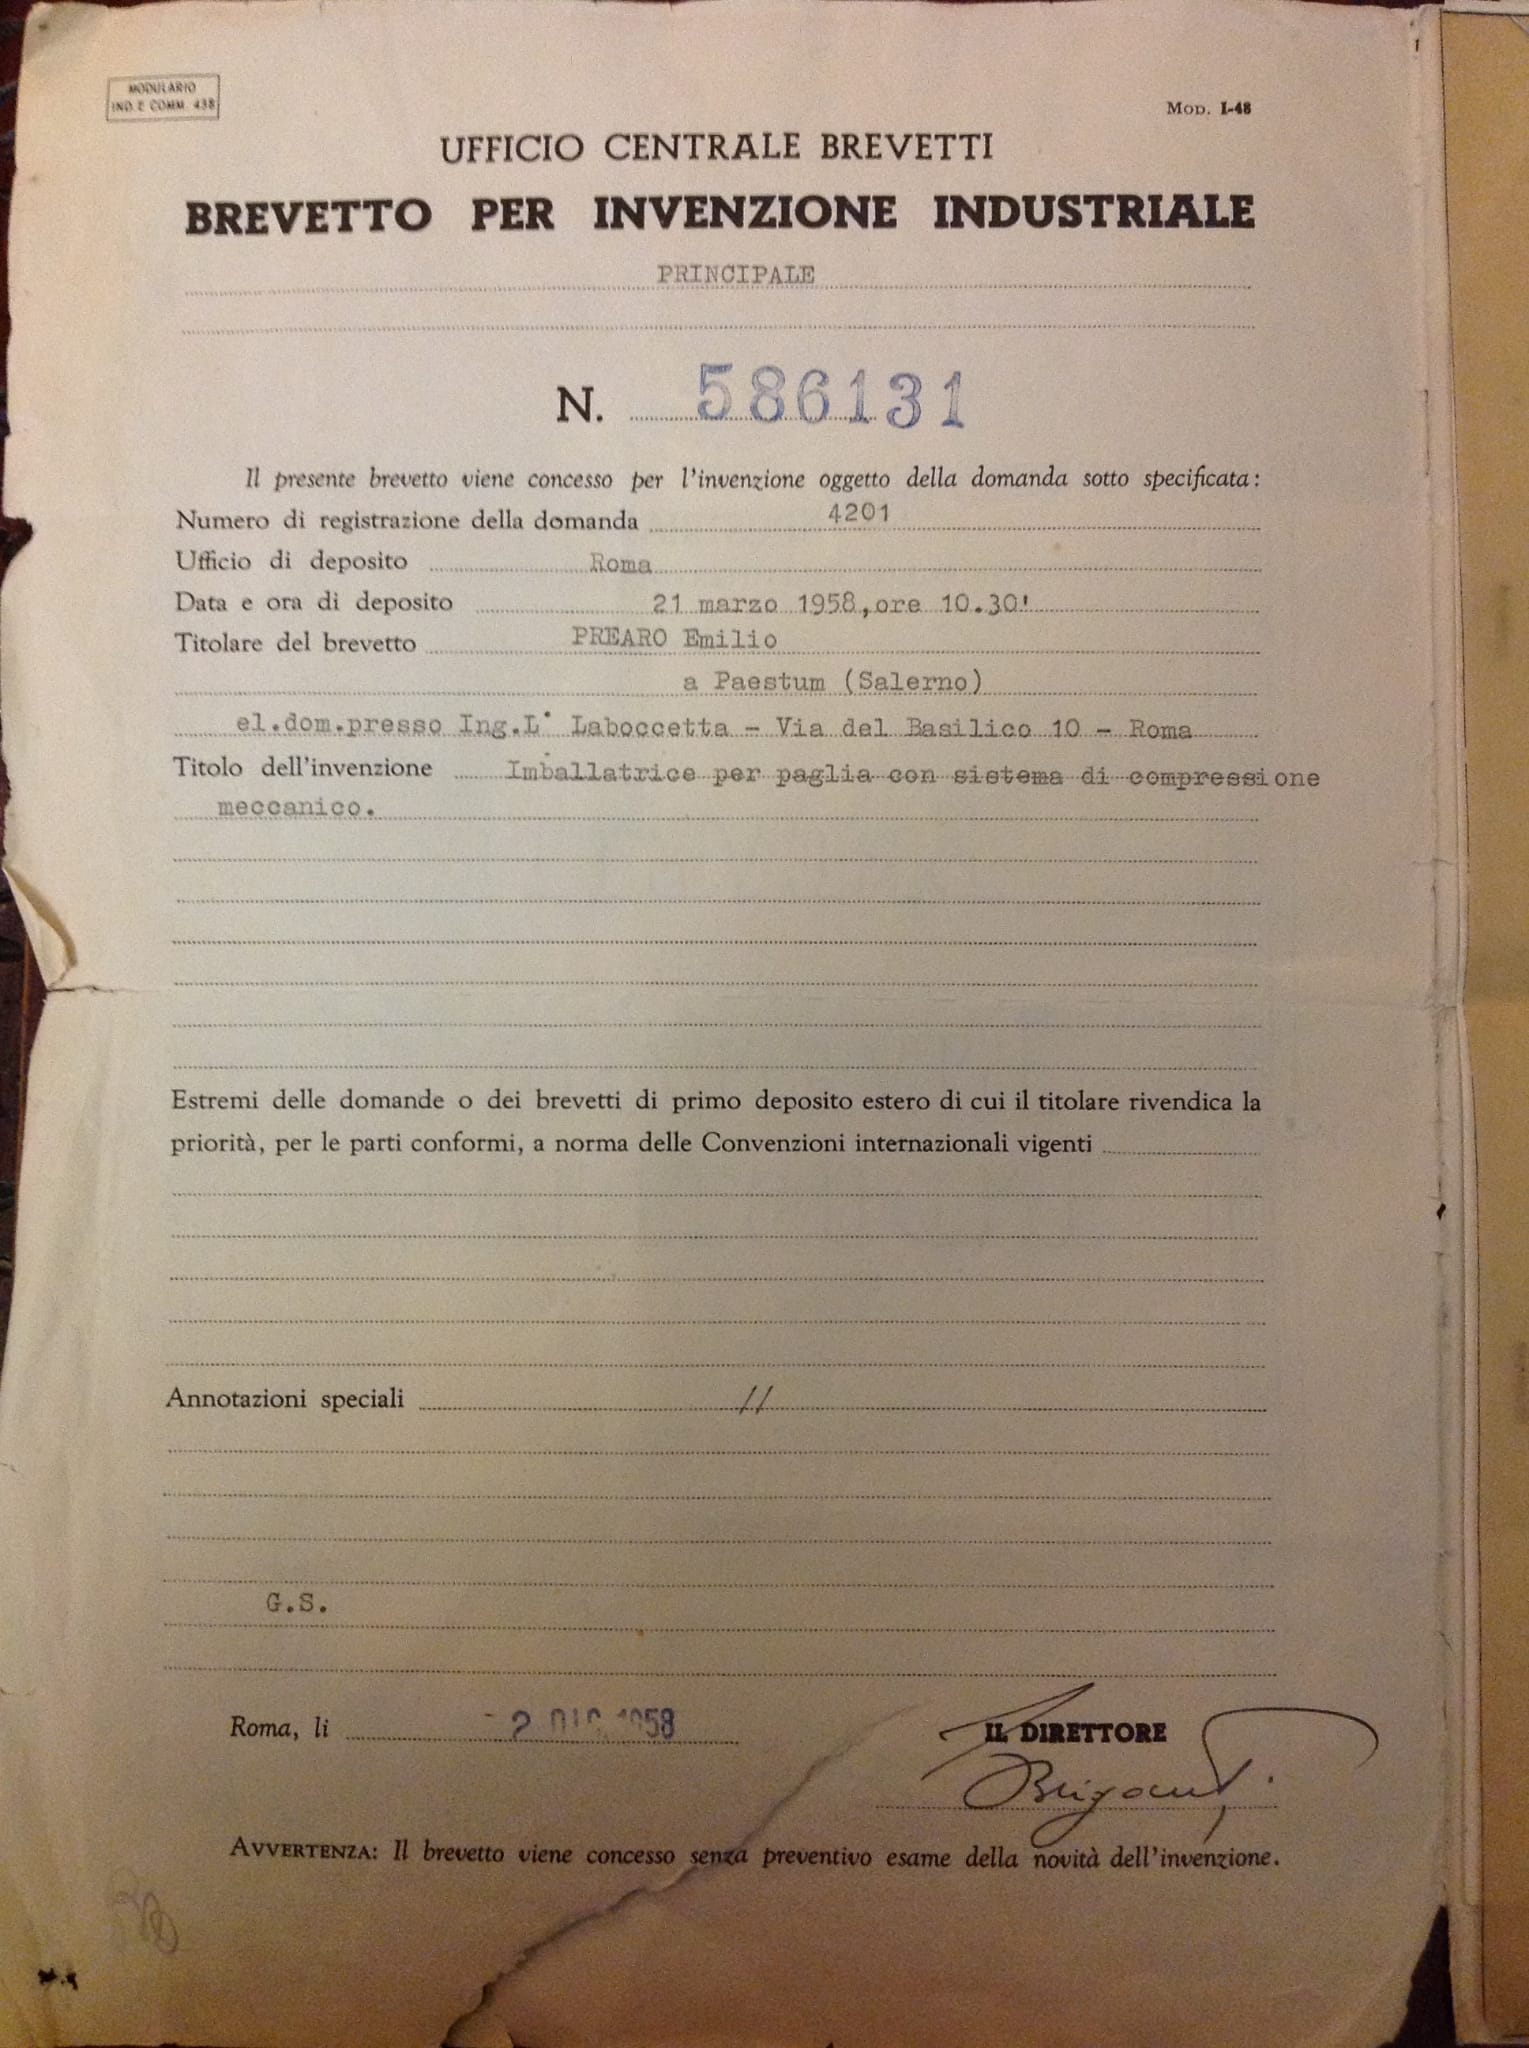 MODULARIO
IND. E COMM. 438
MOD. I-48
UFFICIO CENTRALE BREVETTI
BREVETTO PER INVENZIONE INDUSTRIALE
PRINCIPALE
N. 586131
Il presente brevetto viene concesso per l'invenzione oggetto della domanda sotto specificata:
Numero di registrazione della domanda 4201
Ufficio di deposito Roma
Data e ora di deposito 21 marzo 1958,ore 10.30'
Titolare del brevetto PREARO Emilio
a Paestum (Salerno)
el.dom.presso Ing.L. Laboccetta - Via del Basilico 10 - Roma
Titolo dell'invenzione Imballatrice per paglia con sistema di compressione
meccanico.
Estremi delle domande o dei brevetti di primo deposito estero di cui il titolare rivendica la
priorità, per le parti conformi, a norma delle Convenzioni internazionali vigenti
Annotazioni speciali //
G.S.
Roma, li - 2 DIC. 1958
IL DIRETTORE
AVVERTENZA: Il brevetto viene concesso senza preventivo esame della novità dell'invenzione.